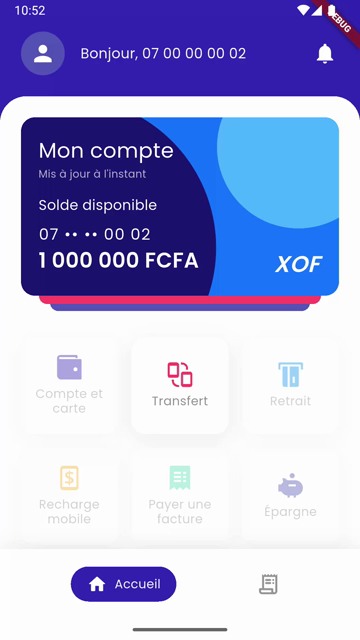 10:52
DEBUG
Bonjour, 07 00 00 00 02
Mon compte
Mis à jour à l'instant
Solde disponible
07 •• •• 00 02
1 000 000 FCFA
XOF
Compte et
carte
Transfert
Retrait
Recharge
mobile
Payer une
facture
Épargne
Accueil